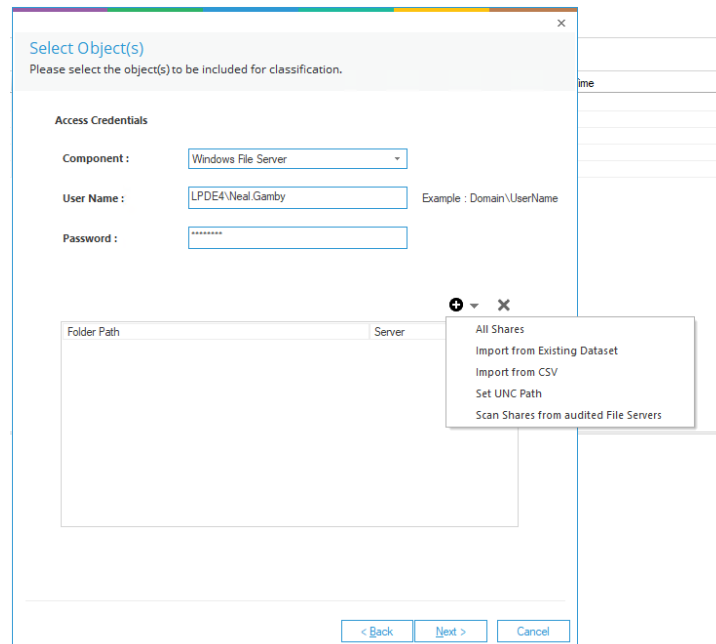 Select Object(s)
Please select the object(s) to be included for classification.
ime
Access Credentials
Component : Windows File Server
User Name : LPDE4\Neal.Gamby Example : Domain\UserName
Password : ********
Folder Path Server
All Shares
Import from Existing Dataset
Import from CSV
Set UNC Path
Scan Shares from audited File Servers
< Back Next > Cancel